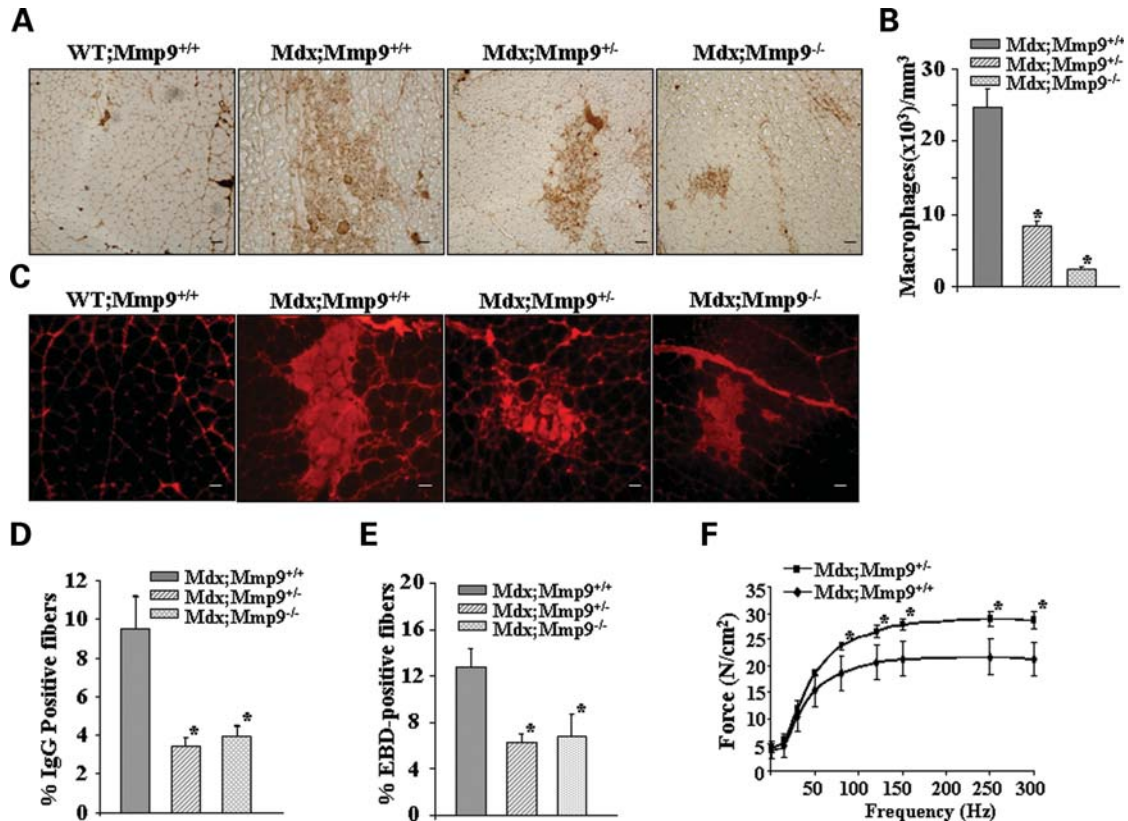 A
WT;Mmp9+/+ Mdx;Mmp9+/+ Mdx;Mmp9+/- Mdx;Mmp9-/-
B
Mdx;Mmp9+/+
Mdx;Mmp9+/-
Mdx;Mmp9-/-
Macrophages(x10³)/mm³
30
20
10
0
* *
C
WT;Mmp9+/+ Mdx;Mmp9+/+ Mdx;Mmp9+/- Mdx;Mmp9-/-
D
Mdx;Mmp9+/+
Mdx;Mmp9+/-
Mdx;Mmp9-/-
% IgG Positive fibers
12
10
8
6
4
2
0
* *
E
Mdx;Mmp9+/+
Mdx;Mmp9+/-
Mdx;Mmp9-/-
% EBD-positive fibers
20
16
12
8
4
0
* *
F
Mdx;Mmp9+/-
Mdx;Mmp9+/+
Force (N/cm²)
35
30
25
20
15
10
5
0
* * * * *
50 100 150 200 250 300
Frequency (Hz)